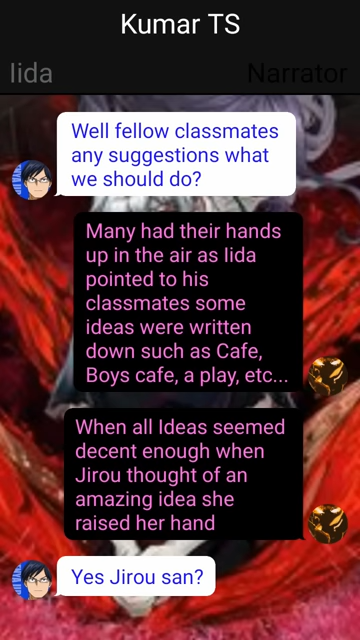 Kumar TS
Iida
Narrator
Well fellow classmates
any suggestions what
we should do?
Many had their hands
up in the air as Iida
pointed to his
classmates some
ideas were written
down such as Cafe,
Boys cafe, a play, etc...
When all Ideas seemed
decent enough when
Jirou thought of an
amazing idea she
raised her hand
Yes Jirou san?